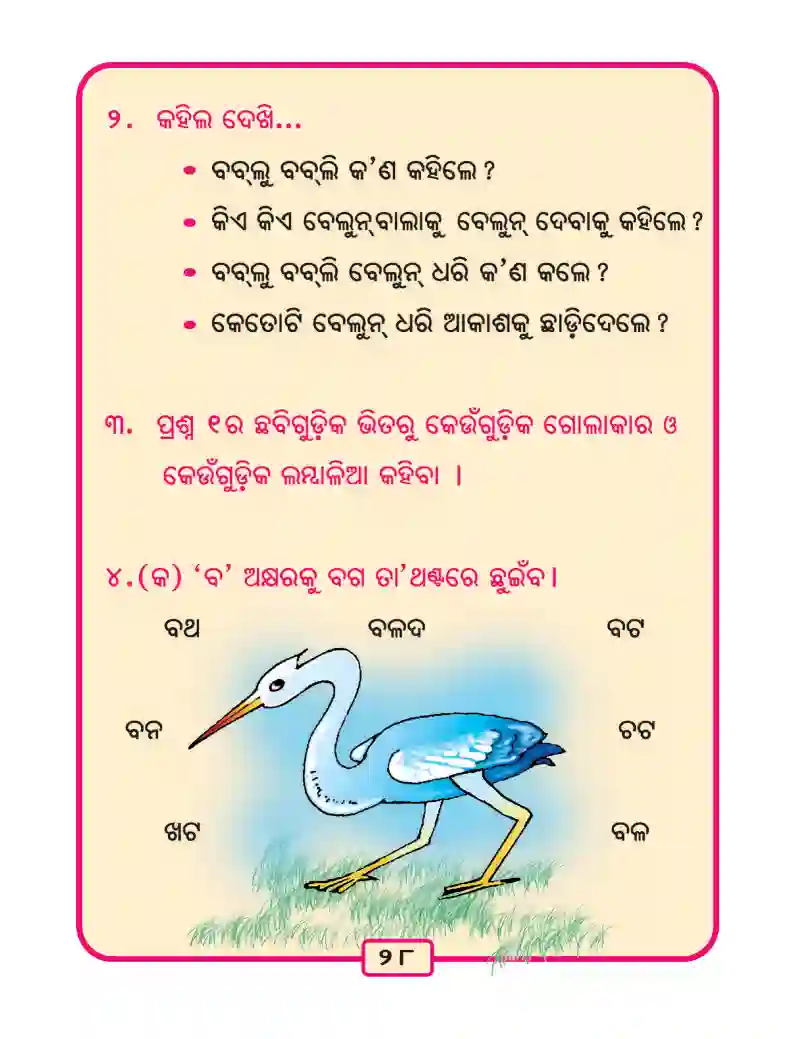 ୨. କହିଲ ଦେଖି...
• ବବ୍‌ଲୁ ବବ୍‌ଲି କ'ଣ କହିଲେ ?
• କିଏ କିଏ ବେଲୁନ୍‌ବାଲାକୁ ବେଲୁନ୍ ଦେବାକୁ କହିଲେ ?
• ବବ୍‌ଲୁ ବବ୍‌ଲି ବେଲୁନ୍ ଧରି କ'ଣ କଲେ ?
• କେତୋଟି ବେଲୁନ୍ ଧରି ଆକାଶକୁ ଛାଡ଼ିଦେଲେ ?
୩. ପ୍ରଶ୍ନ ୧ର ଛବିଗୁଡ଼ିକ ଭିତରୁ କେଉଁଗୁଡ଼ିକ ଗୋଲାକାର ଓ
କେଉଁଗୁଡ଼ିକ ଲମ୍ବାଳିଆ କହିବା ।
୪.(କ) 'ବ' ଅକ୍ଷରକୁ ବଗ ତା'ଥଣ୍ଟରେ ଛୁଇଁବ।
ବଥ ବଳଦ ବଟ
ବନ ଚଟ
ଖଟ ବଳ
୨୮